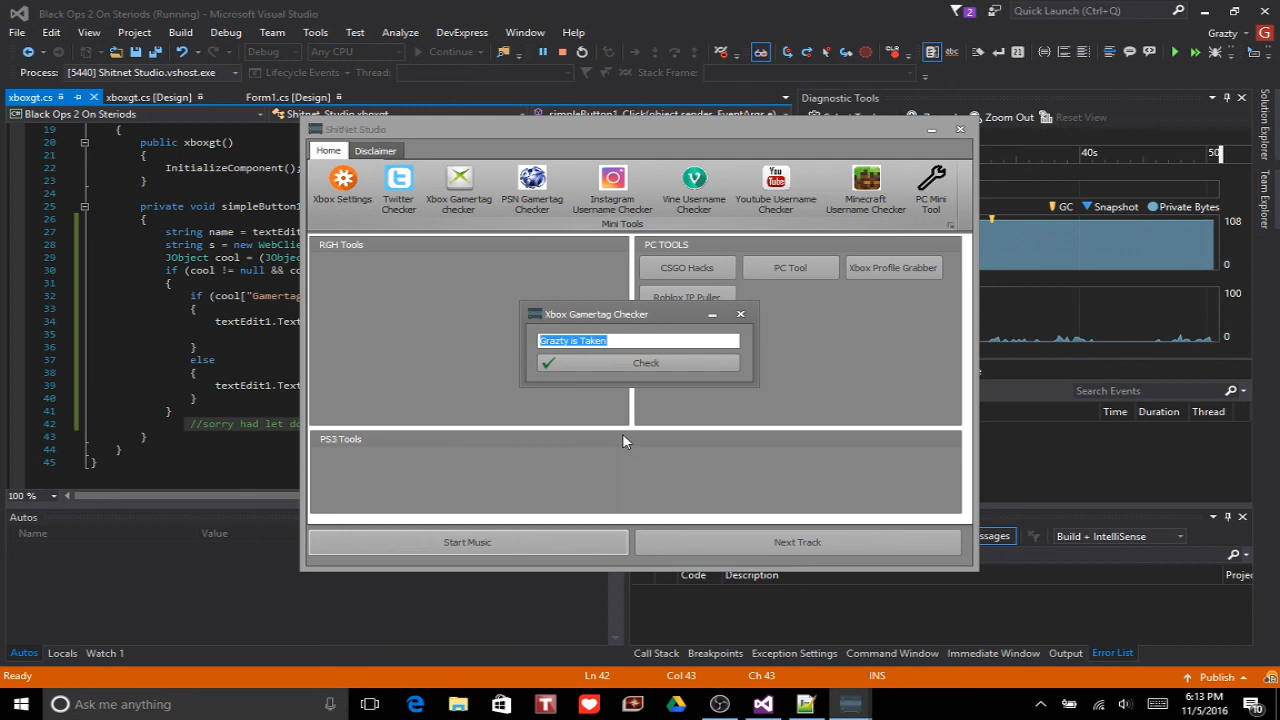 Black Ops 2 On Steriods (Running) - Microsoft Visual Studio
2
Quick Launch (Ctrl+Q)
File Edit View Project Build Debug Team Tools Test Analyze DevExpress Window Help
Grazty
G
Debug Any CPU Continue
Process: [5440] Shitnet Studio.vshost.exe Lifecycle Events Thread: Stack Frame:
xboxgt.cs xboxgt.cs [Design] Form1.cs [Design]
Black Ops 2 On Steriods
Diagnostic Tools
Zoom Out Reset View
40s
GC Snapshot Private Bytes
108
0
100
0
Solution Explorer
Team Explorer
19 {
20 public xboxgt()
21 {
22 InitializeComponent();
23 }
24
25 private void simpleButton1
26 {
27 string name = textEdit
28 string s = new WebClie
29 JObject cool = (JObjec
30 if (cool != null && co
31 {
32 if (cool["Gamertag
33 {
34 textEdit1.Text
35
36 }
37 else
38 {
39 textEdit1.Text
40 }
41 }
42 //sorry had let do
43 }
44 }
45 }
100 %
ShitNet Studio
Home Disclaimer
Xbox Settings
Twitter Checker
Xbox Gamertag checker
PSN Gamertag Checker
Instagram Username Checker
Vine Username Checker
Youtube Username Checker
Minecraft Username Checker
PC Mini Tool
Mini Tools
RGH Tools
PC TOOLS
CSGO Hacks PC Tool Xbox Profile Grabber
Roblox IP Puller
Xbox Gamertag Checker
Grazty is Taken
Check
PS3 Tools
Start Music Next Track
Search Events
Time Duration Thread
Autos
Name Value
Build + IntelliSense
Code Description
Autos Locals Watch 1
Call Stack Breakpoints Exception Settings Command Window Immediate Window Output Error List
Ready Ln 42 Col 43 Ch 43 INS Publish
Ask me anything
6:13 PM
11/5/2016
10